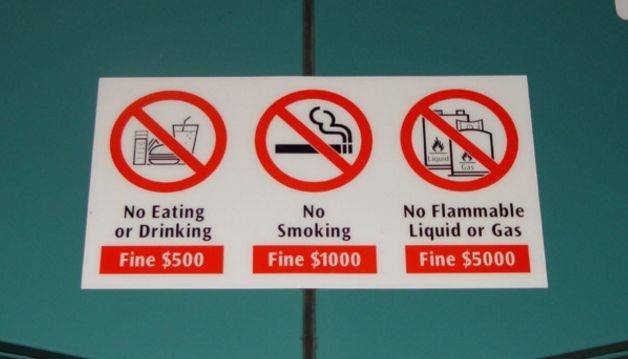 No Eating
or Drinking
Fine $500
No
Smoking
Fine $1000
Liquid
Gas
No Flammable
Liquid or Gas
Fine $5000